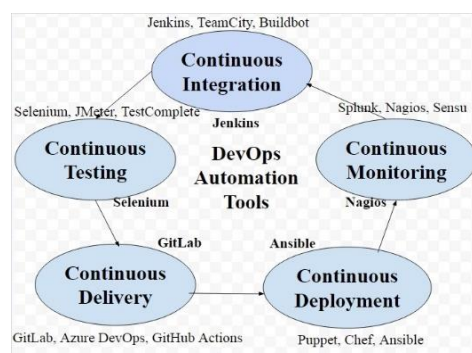 Jenkins, TeamCity, Buildbot
Continuous
Integration
Jenkins
Selenium, JMeter, TestComplete
Continuous
Testing
Selenium
DevOps
Automation
Tools
Splunk, Nagios, Sensu
Continuous
Monitoring
Nagios
GitLab
Continuous
Delivery
GitLab, Azure DevOps, GitHub Actions
Ansible
Continuous
Deployment
Puppet, Chef, Ansible